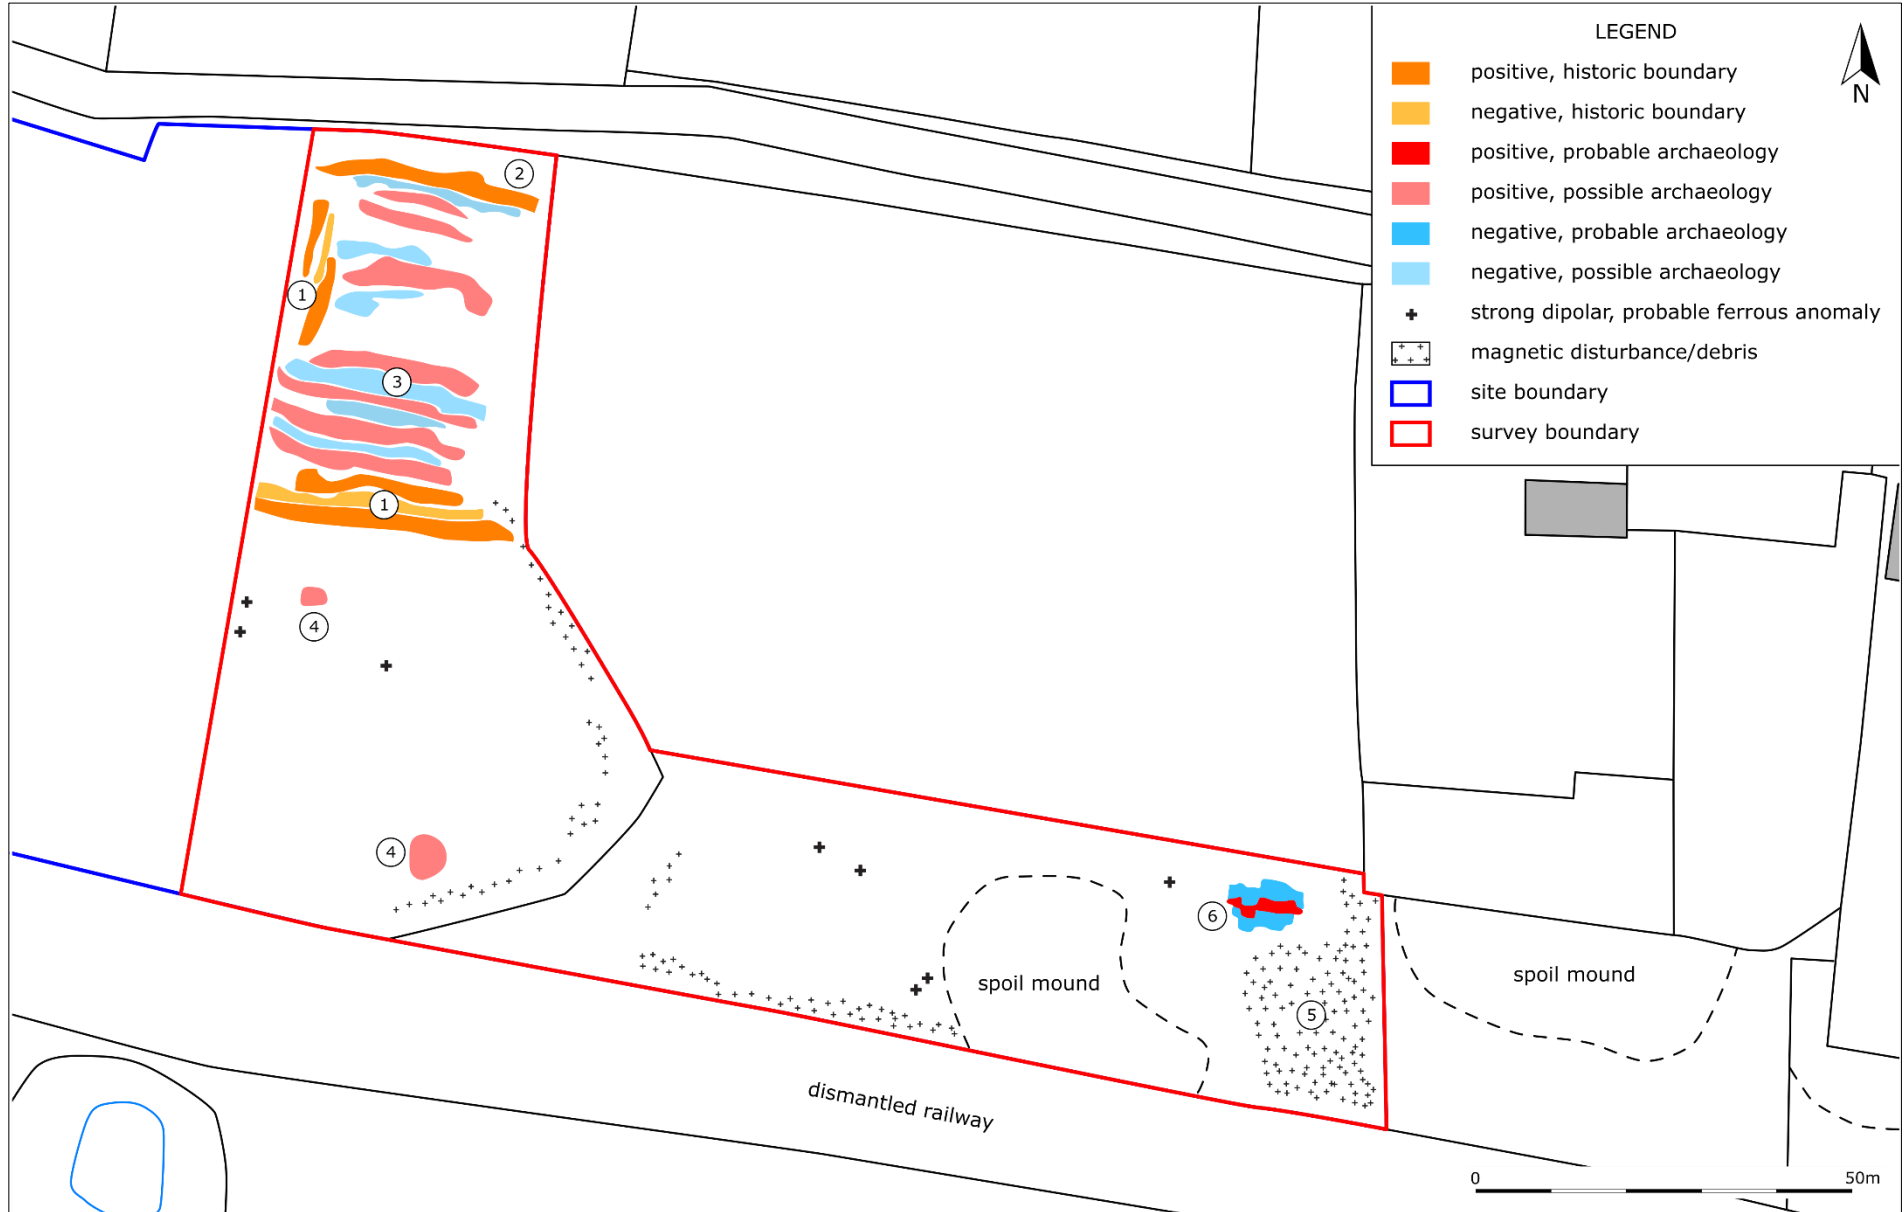 LEGEND
positive, historic boundary
negative, historic boundary
positive, probable archaeology
positive, possible archaeology
negative, probable archaeology
negative, possible archaeology
strong dipolar, probable ferrous anomaly
magnetic disturbance/debris
site boundary
survey boundary
N
2
1
3
1
4
4
6
spoil mound
spoil mound
5
dismantled railway
0 50m